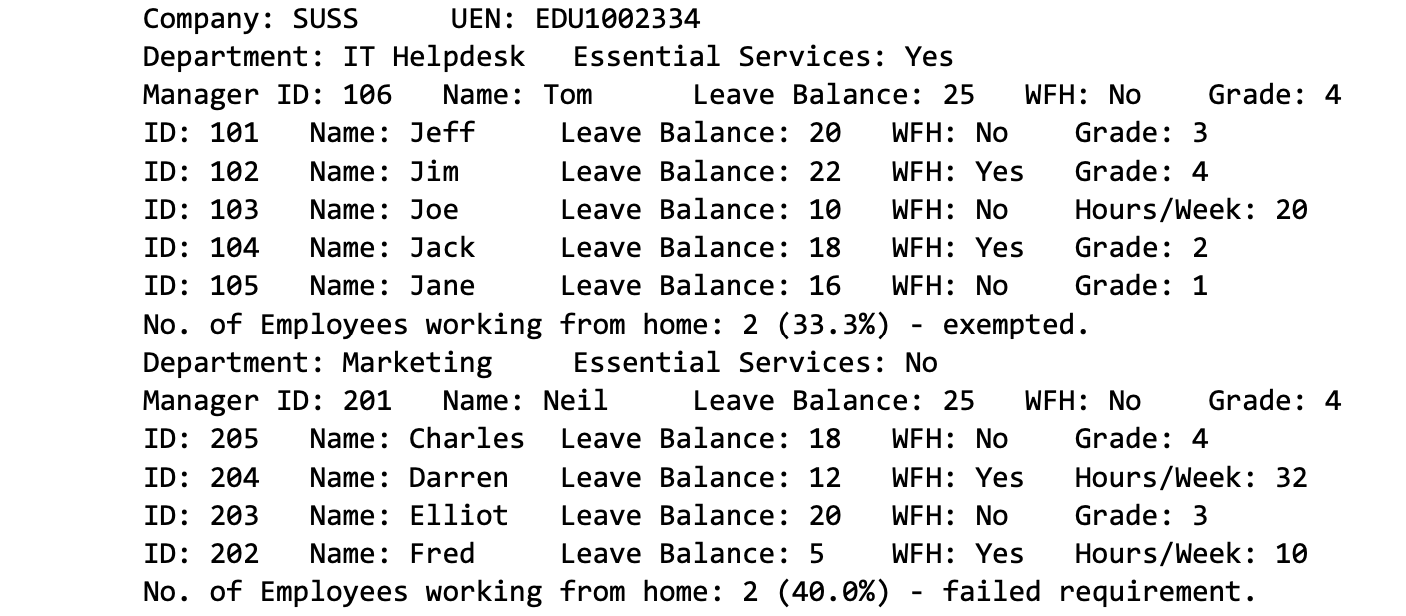 Company: SUSS UEN: EDU1002334
Department: IT Helpdesk Essential Services: Yes
Manager ID: 106 Name: Tom Leave Balance: 25 WFH: No Grade: 4
ID: 101 Name: Jeff Leave Balance: 20 WFH: No Grade: 3
ID: 102 Name: Jim Leave Balance: 22 WFH: Yes Grade: 4
ID: 103 Name: Joe Leave Balance: 10 WFH: No Hours/Week: 20
ID: 104 Name: Jack Leave Balance: 18 WFH: Yes Grade: 2
ID: 105 Name: Jane Leave Balance: 16 WFH: No Grade: 1
No. of Employees working from home: 2 (33.3%) - exempted.
Department: Marketing Essential Services: No
Manager ID: 201 Name: Neil Leave Balance: 25 WFH: No Grade: 4
ID: 205 Name: Charles Leave Balance: 18 WFH: No Grade: 4
ID: 204 Name: Darren Leave Balance: 12 WFH: Yes Hours/Week: 32
ID: 203 Name: Elliot Leave Balance: 20 WFH: No Grade: 3
ID: 202 Name: Fred Leave Balance: 5 WFH: Yes Hours/Week: 10
No. of Employees working from home: 2 (40.0%) - failed requirement.